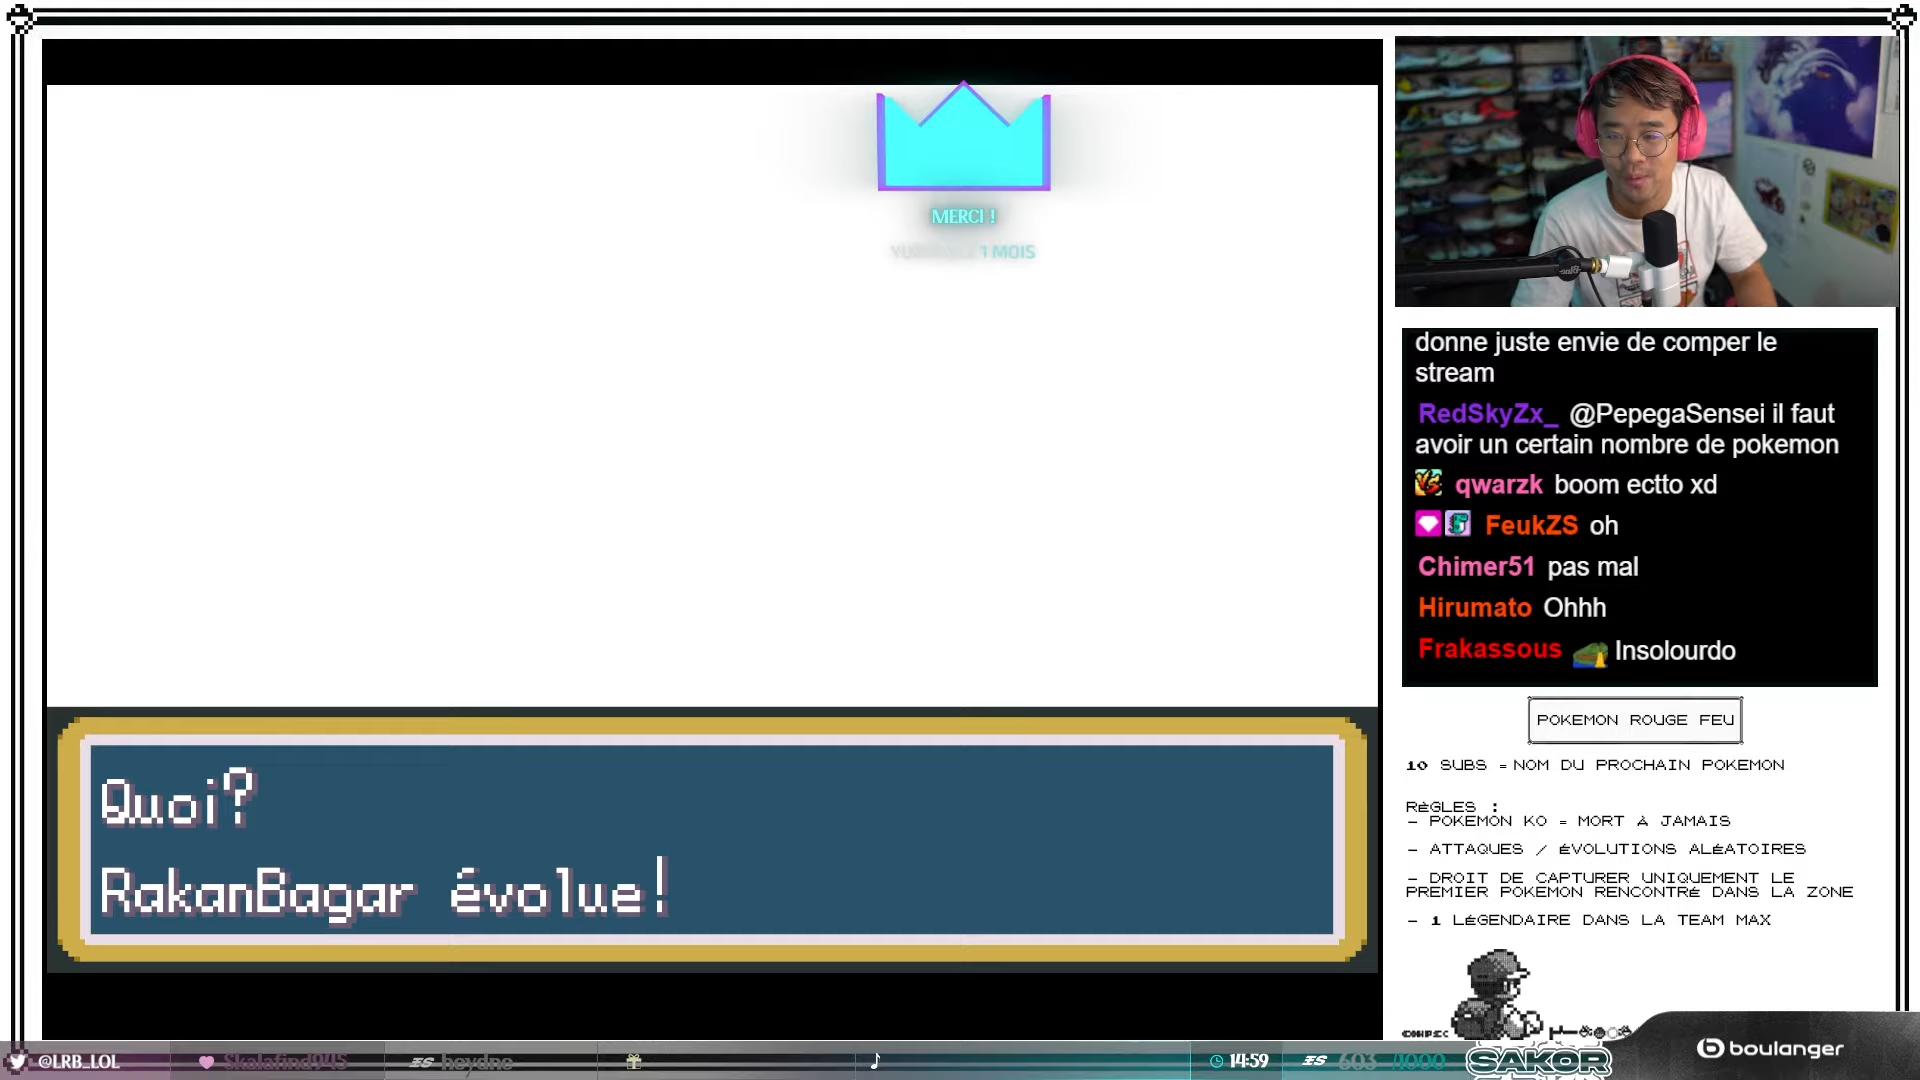 MERCI !
1 MOIS
Quoi?
RakanBagar évolue!
donne juste envie de comper le
stream
RedSkyZx_ @PepegaSensei il faut
avoir un certain nombre de pokemon
qwarzk boom ectto xd
FeukZS oh
Chimer51 pas mal
Hirumato Ohhh
Frakassous Insolourdo
POKEMON ROUGE FEU
10 SUBS = NOM DU PROCHAIN POKEMON
RÈGLES :
- POKEMON KO = MORT À JAMAIS
- ATTAQUES / ÉVOLUTIONS ALÉATOIRES
- DROIT DE CAPTURER UNIQUEMENT LE
PREMIER POKEMON RENCONTRÉ DANS LA ZONE
- 1 LÉGENDAIRE DANS LA TEAM MAX
@LRB_LOL
14:59
603 /1000
SAKOR
boulanger